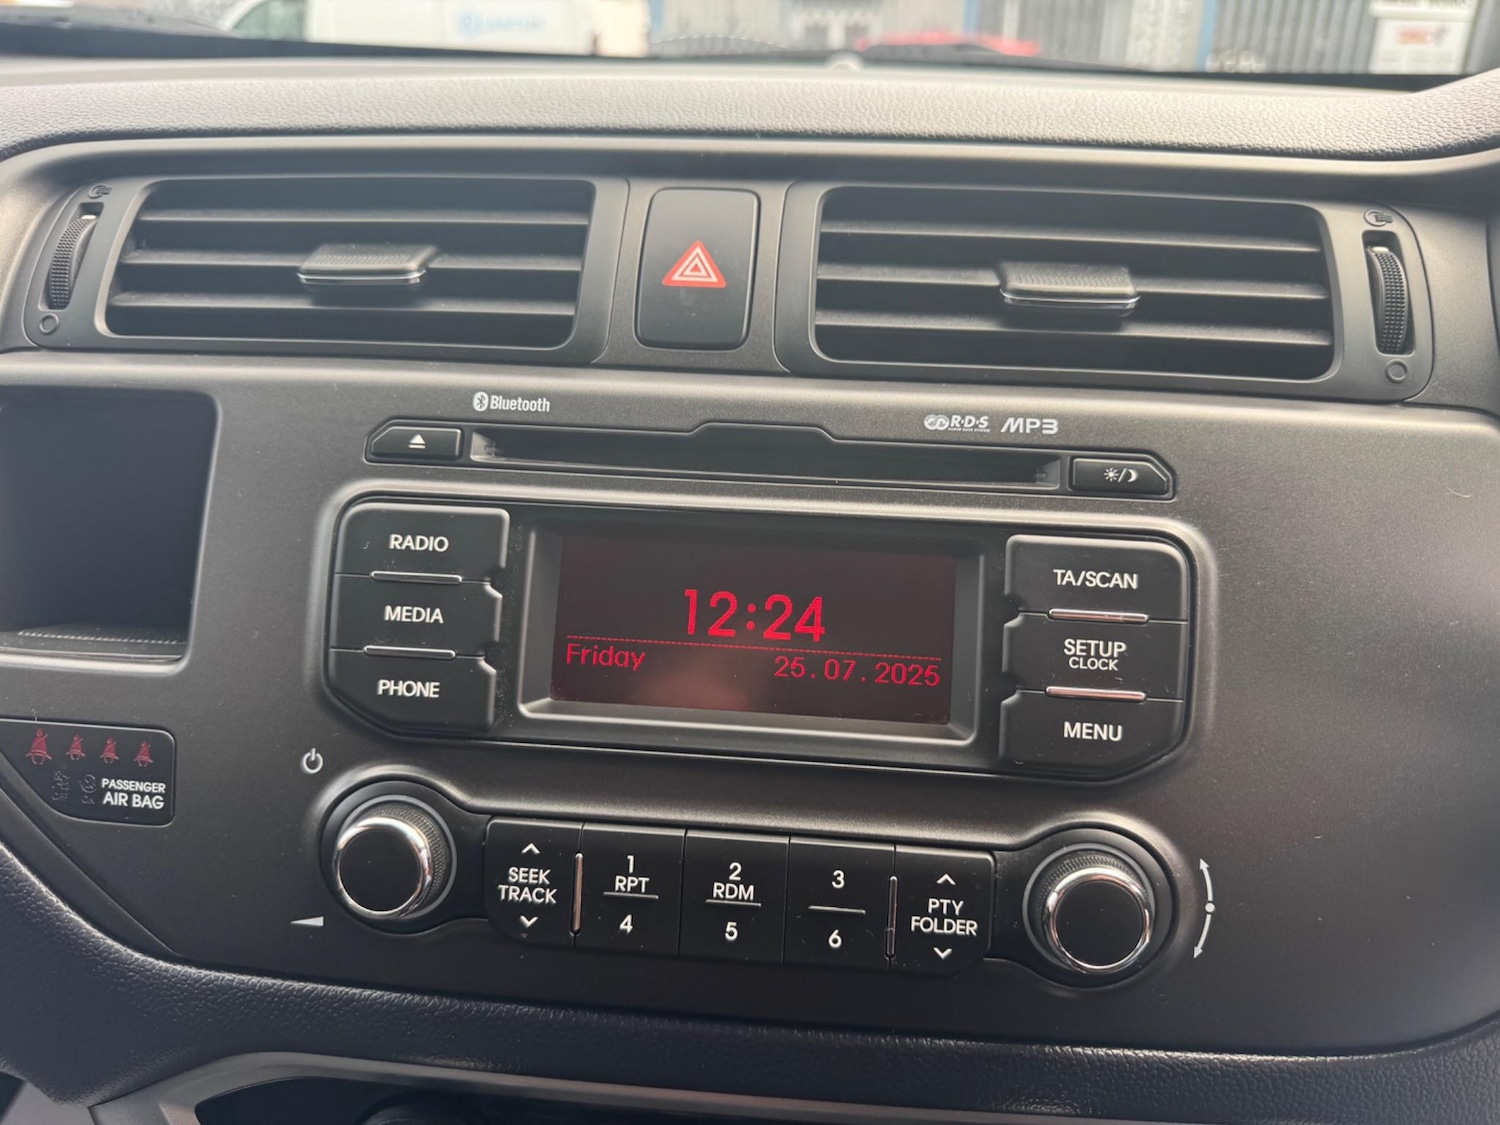 Bluetooth
R·D·S MP3
RADIO
MEDIA
PHONE
12:24
Friday 25.07.2025
TA/SCAN
SETUP
CLOCK
MENU
PASSENGER
AIR BAG
SEEK
TRACK
1
RPT
4
2
RDM
5
3
6
PTY
FOLDER